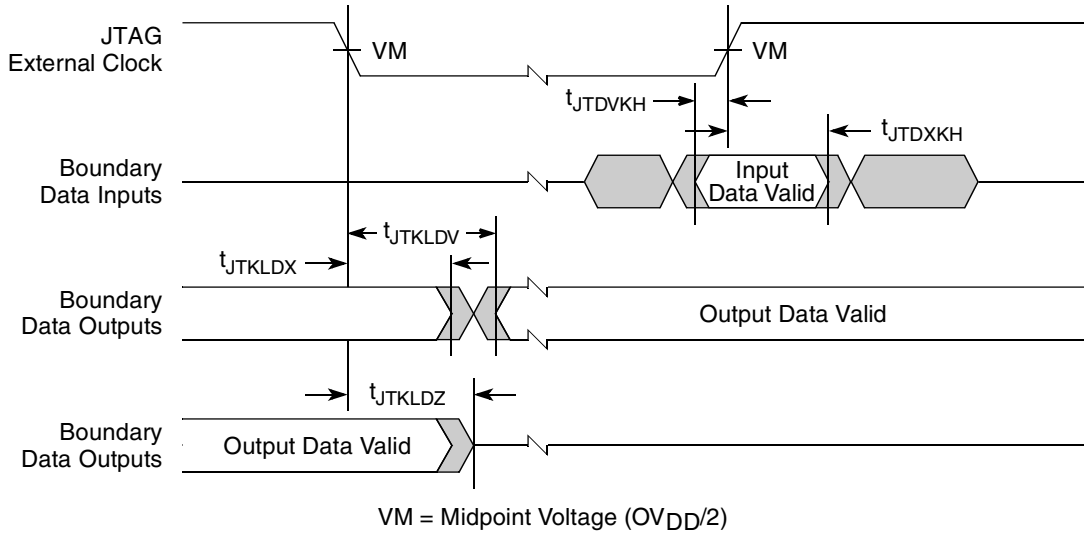 JTAG
External Clock
VM
VM
tJTDVKH
tJTDXKH
Boundary
Data Inputs
Input
Data Valid
tJTKLDV
tJTKLDX
Boundary
Data Outputs
Output Data Valid
tJTKLDZ
Boundary
Data Outputs
Output Data Valid
VM = Midpoint Voltage (OVDD/2)